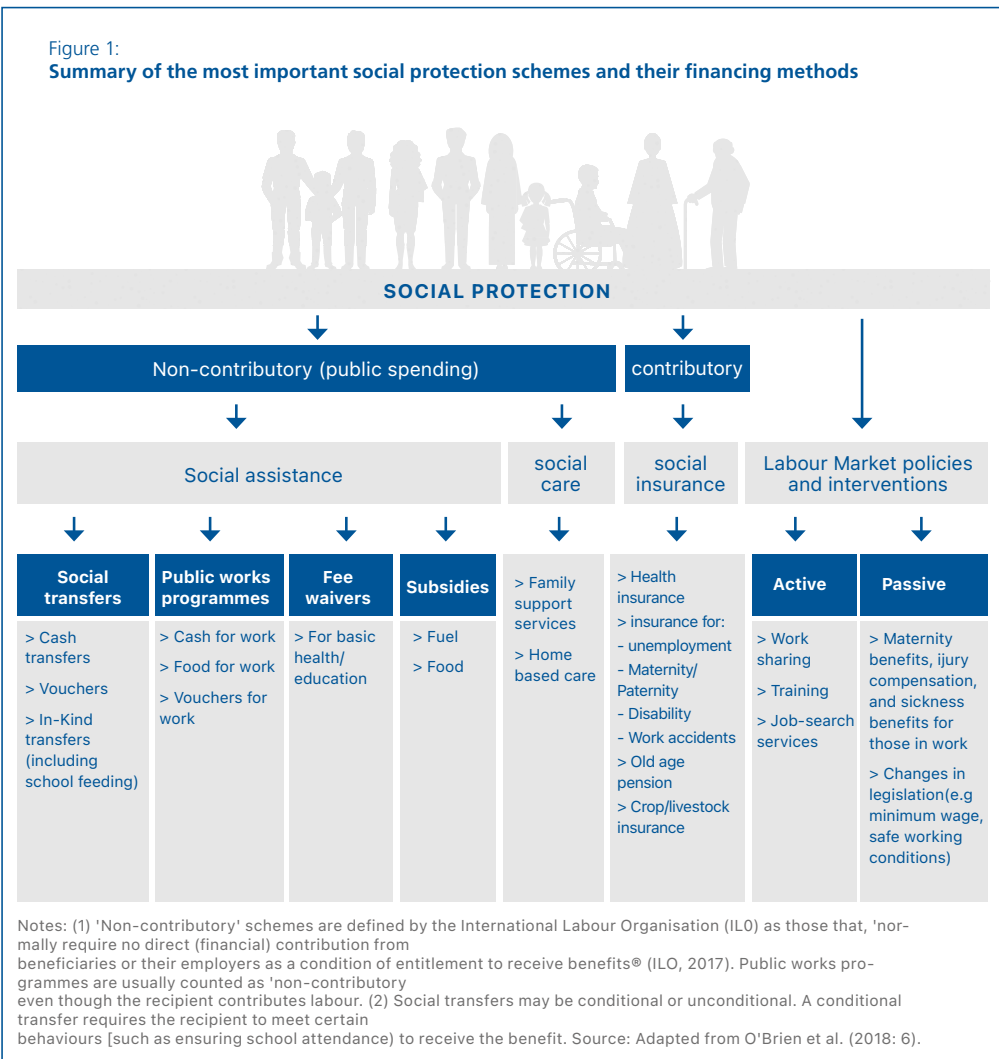 Figure 1:
Summary of the most important social protection schemes and their financing methods
SOCIAL PROTECTION
Non-contributory (public spending)
contributory
Social assistance
social
care
social
insurance
Labour Market policies
and interventions
Social
transfers
> Cash
transfers
> Vouchers
> In-Kind
transfers
(including
school feeding)
Public works
programmes
> Cash for work
> Food for work
> Vouchers for
work
Fee
waivers
> For basic
health/
education
Subsidies
> Fuel
> Food
> Family
support
services
> Home
based care
> Health
insurance
> insurance for:
- unemployment
- Maternity/
Paternity
- Disability
- Work accidents
> Old age
pension
> Crop/livestock
insurance
Active
> Work
sharing
> Training
> Job-search
services
Passive
> Maternity
benefits, ijury
compensation,
and sickness
benefits for
those in work
> Changes in
legislation(e.g
minimum wage,
safe working
conditions)
Notes: (1) 'Non-contributory' schemes are defined by the International Labour Organisation (IL0) as those that, 'nor-
mally require no direct (financial) contribution from
beneficiaries or their employers as a condition of entitlement to receive benefits® (ILO, 2017). Public works pro-
grammes are usually counted as 'non-contributory
even though the recipient contributes labour. (2) Social transfers may be conditional or unconditional. A conditional
transfer requires the recipient to meet certain
behaviours [such as ensuring school attendance) to receive the benefit. Source: Adapted from O'Brien et al. (2018: 6).